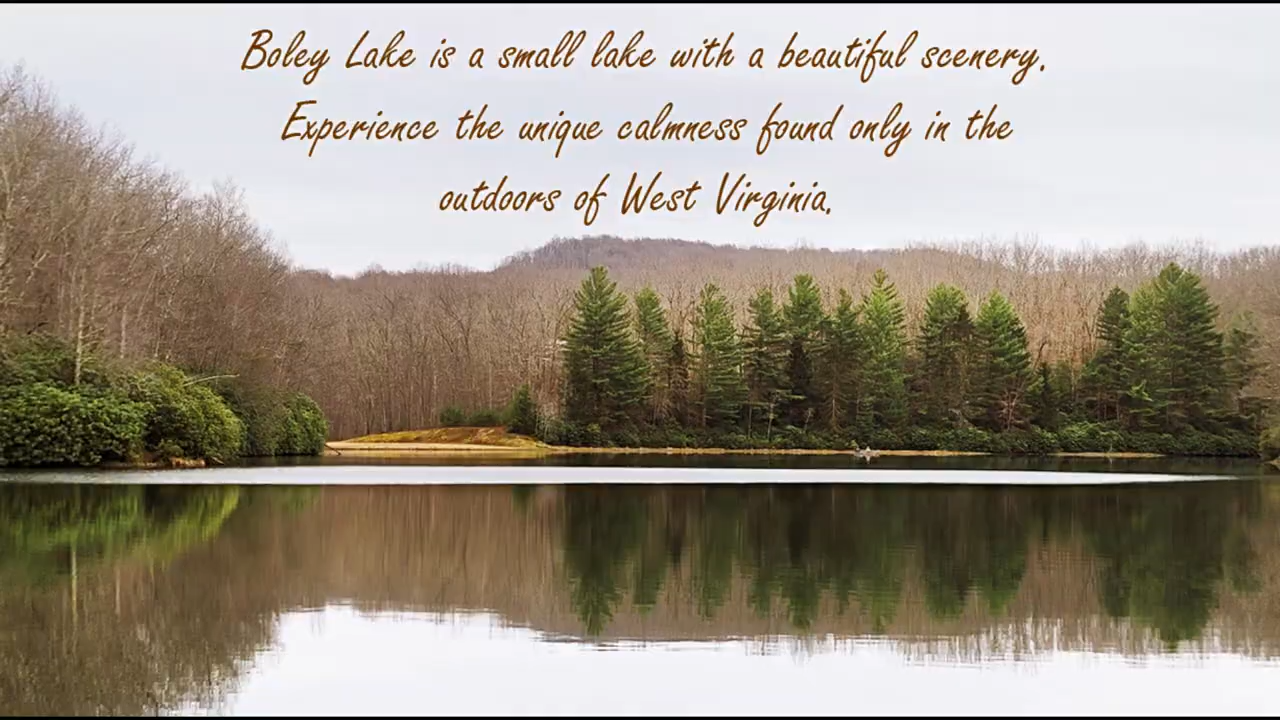 Boley Lake is a small lake with a beautiful scenery.
Experience the unique calmness found only in the
outdoors of West Virginia.